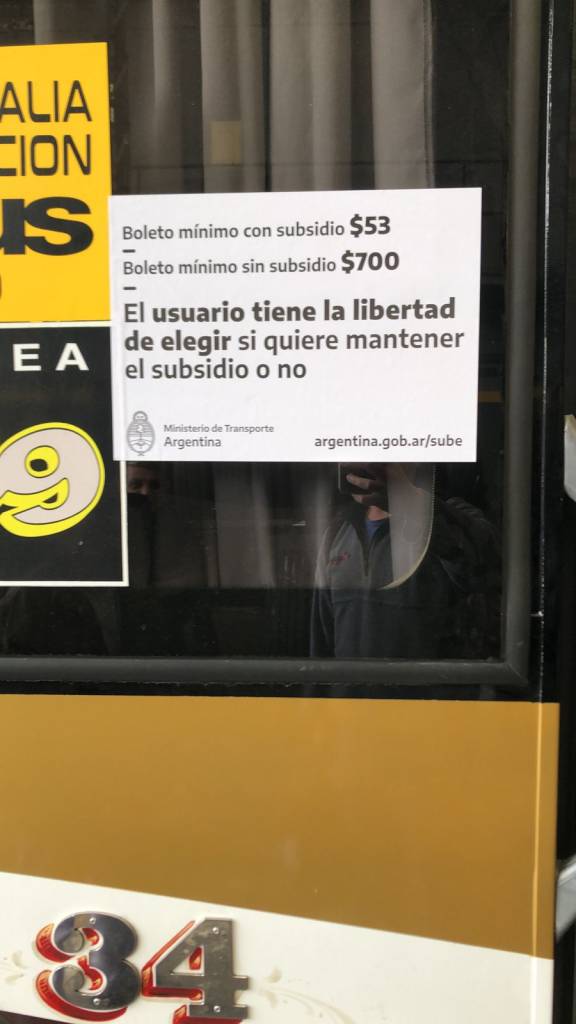 ALIA
CION
us
EA
9
Boleto mínimo con subsidio $53
Boleto mínimo sin subsidio $700
El usuario tiene la libertad
de elegir si quiere mantener
el subsidio o no
Ministerio de Transporte
Argentina
argentina.gob.ar/sube
34